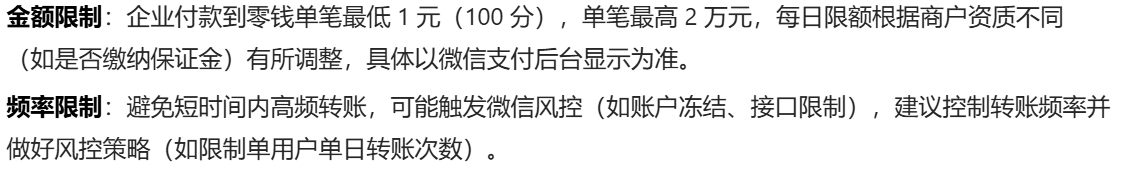 金额限制：企业付款到零钱单笔最低 1 元（100 分），单笔最高 2 万元，每日限额根据商户资质不同
（如是否缴纳保证金）有所调整，具体以微信支付后台显示为准。
频率限制：避免短时间内高频转账，可能触发微信风控（如账户冻结、接口限制），建议控制转账频率并
做好风控策略（如限制单用户单日转账次数）。